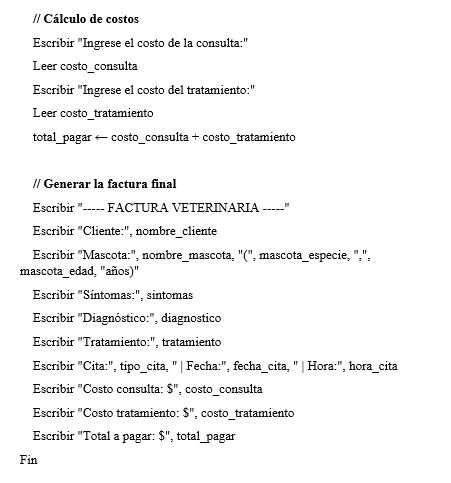 // Cálculo de costos
Escribir "Ingrese el costo de la consulta:"
Leer costo_consulta
Escribir "Ingrese el costo del tratamiento:"
Leer costo_tratamiento
total_pagar ← costo_consulta + costo_tratamiento
// Generar la factura final
Escribir "----- FACTURA VETERINARIA -----"
Escribir "Cliente:", nombre_cliente
Escribir "Mascota:", nombre_mascota, "(", mascota_especie, ",",
mascota_edad, "años)"
Escribir "Síntomas:", sintomas
Escribir "Diagnóstico:", diagnostico
Escribir "Tratamiento:", tratamiento
Escribir "Cita:", tipo_cita, " | Fecha:", fecha_cita, " | Hora:", hora_cita
Escribir "Costo consulta: $", costo_consulta
Escribir "Costo tratamiento: $", costo_tratamiento
Escribir "Total a pagar: $", total_pagar
Fin